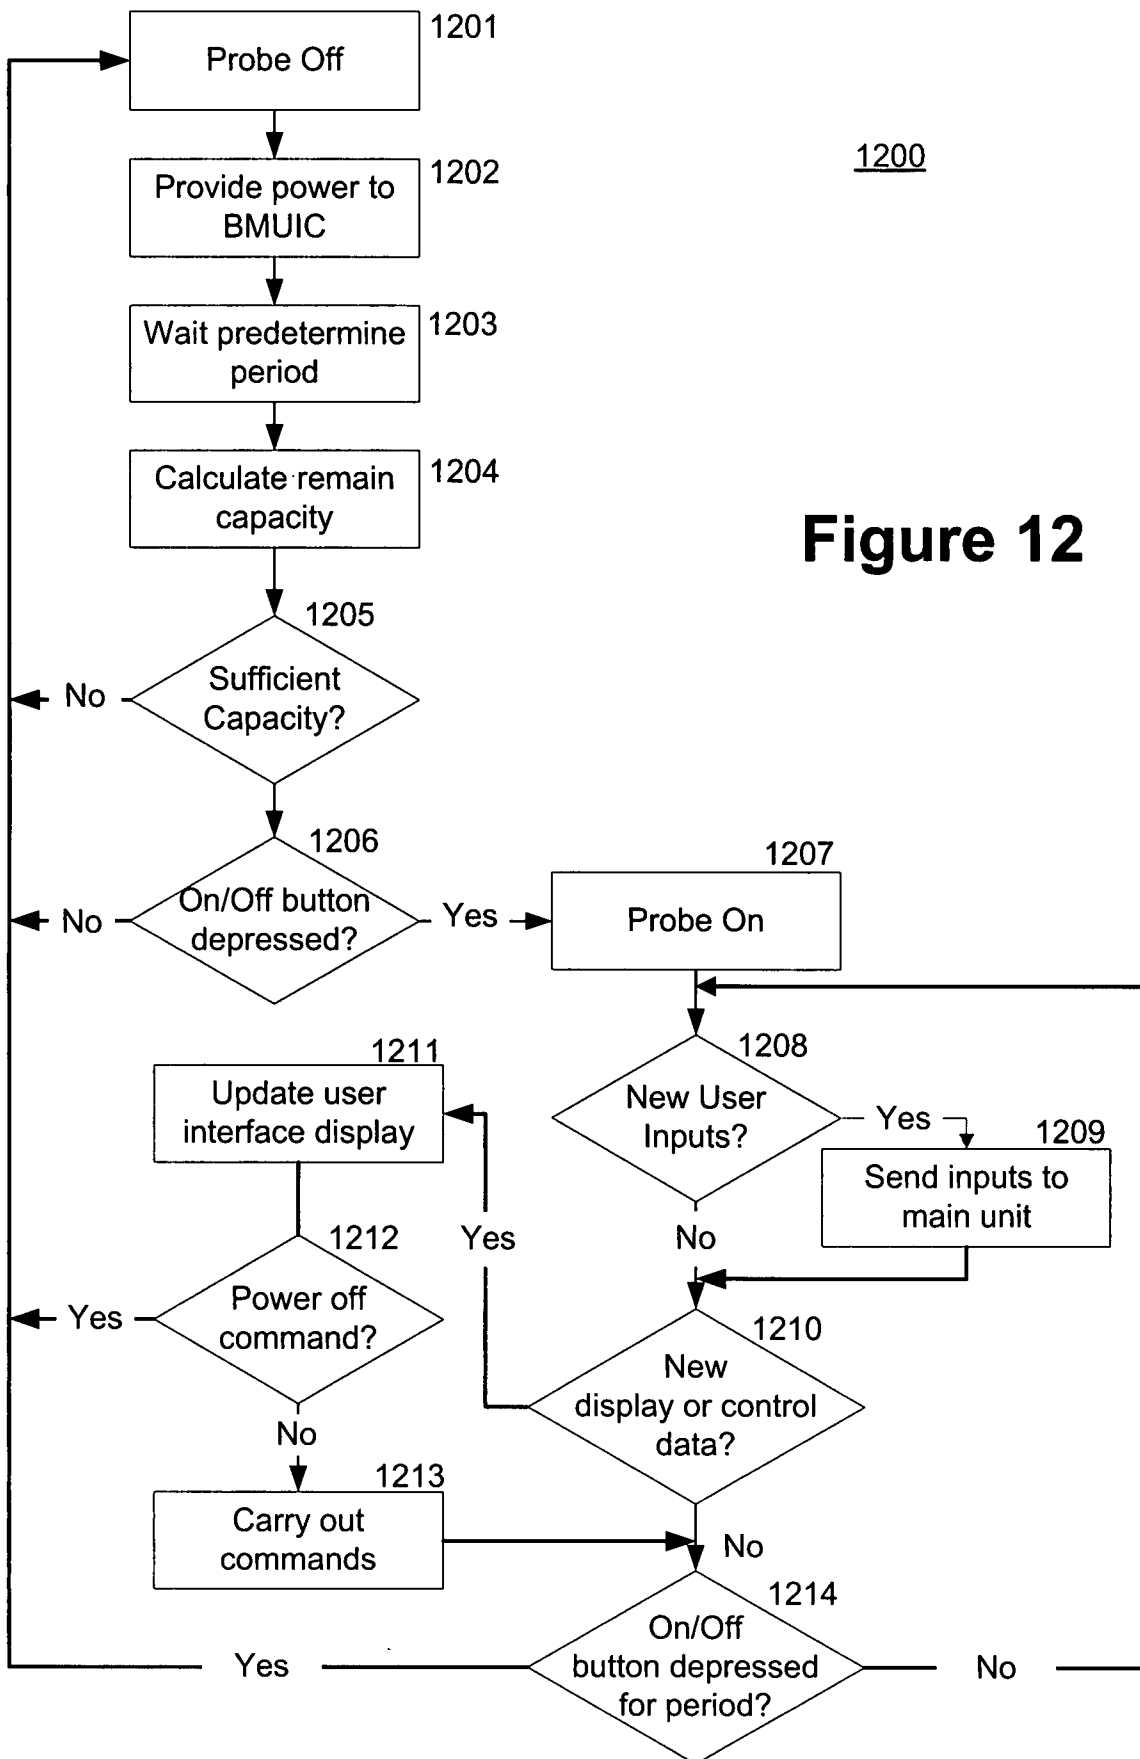 1201
Probe Off
1200
1202
Provide power to
BMUIC
1203
Wait predetermine
period
1204
Calculate remain
capacity
Figure 12
1205
Sufficient
Capacity?
No
1206
On/Off button
depressed?
No
Yes
1207
Probe On
1208
New User
Inputs?
Yes
1209
Send inputs to
main unit
No
1211
Update user
interface display
Yes
1212
Power off
command?
Yes
No
1210
New
display or control
data?
1213
Carry out
commands
No
1214
On/Off
button depressed
for period?
Yes
No